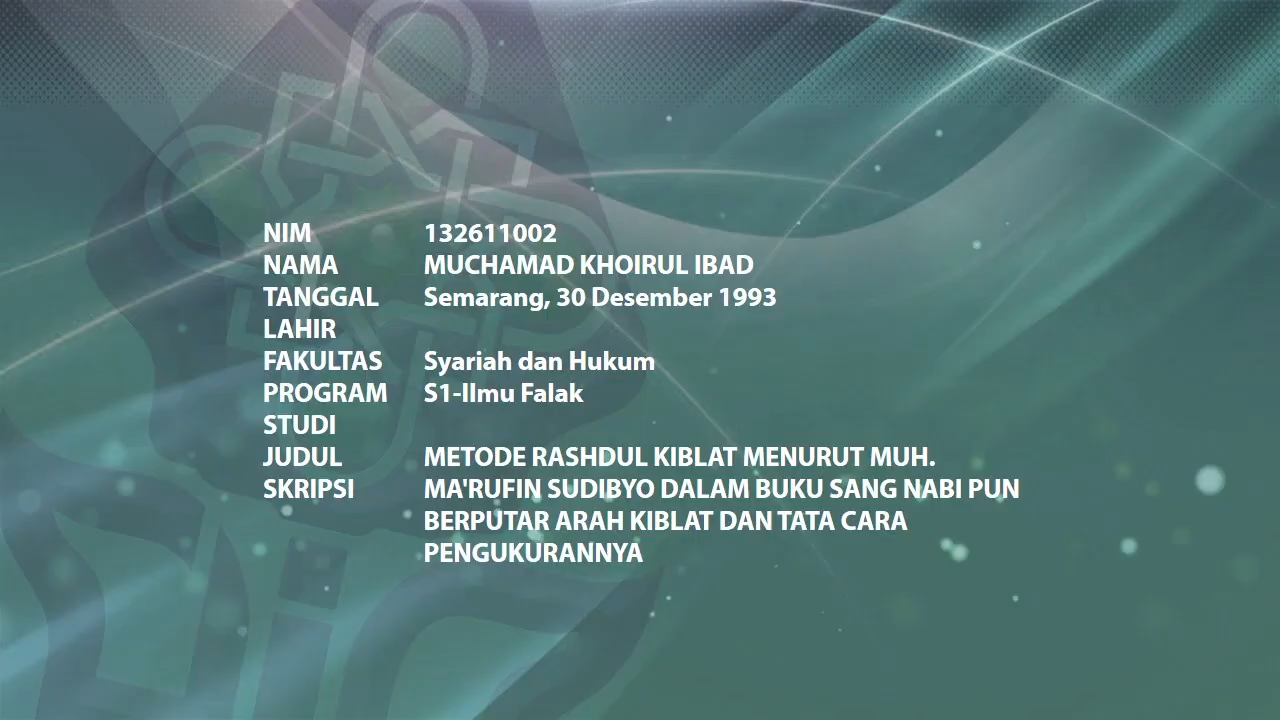 NIM 132611002
NAMA MUCHAMAD KHOIRUL IBAD
TANGGAL Semarang, 30 Desember 1993
LAHIR
FAKULTAS Syariah dan Hukum
PROGRAM S1-Ilmu Falak
STUDI
JUDUL METODE RASHDUL KIBLAT MENURUT MUH.
SKRIPSI MA'RUFIN SUDIBYO DALAM BUKU SANG NABI PUN
BERPUTAR ARAH KIBLAT DAN TATA CARA
PENGUKURANNYA